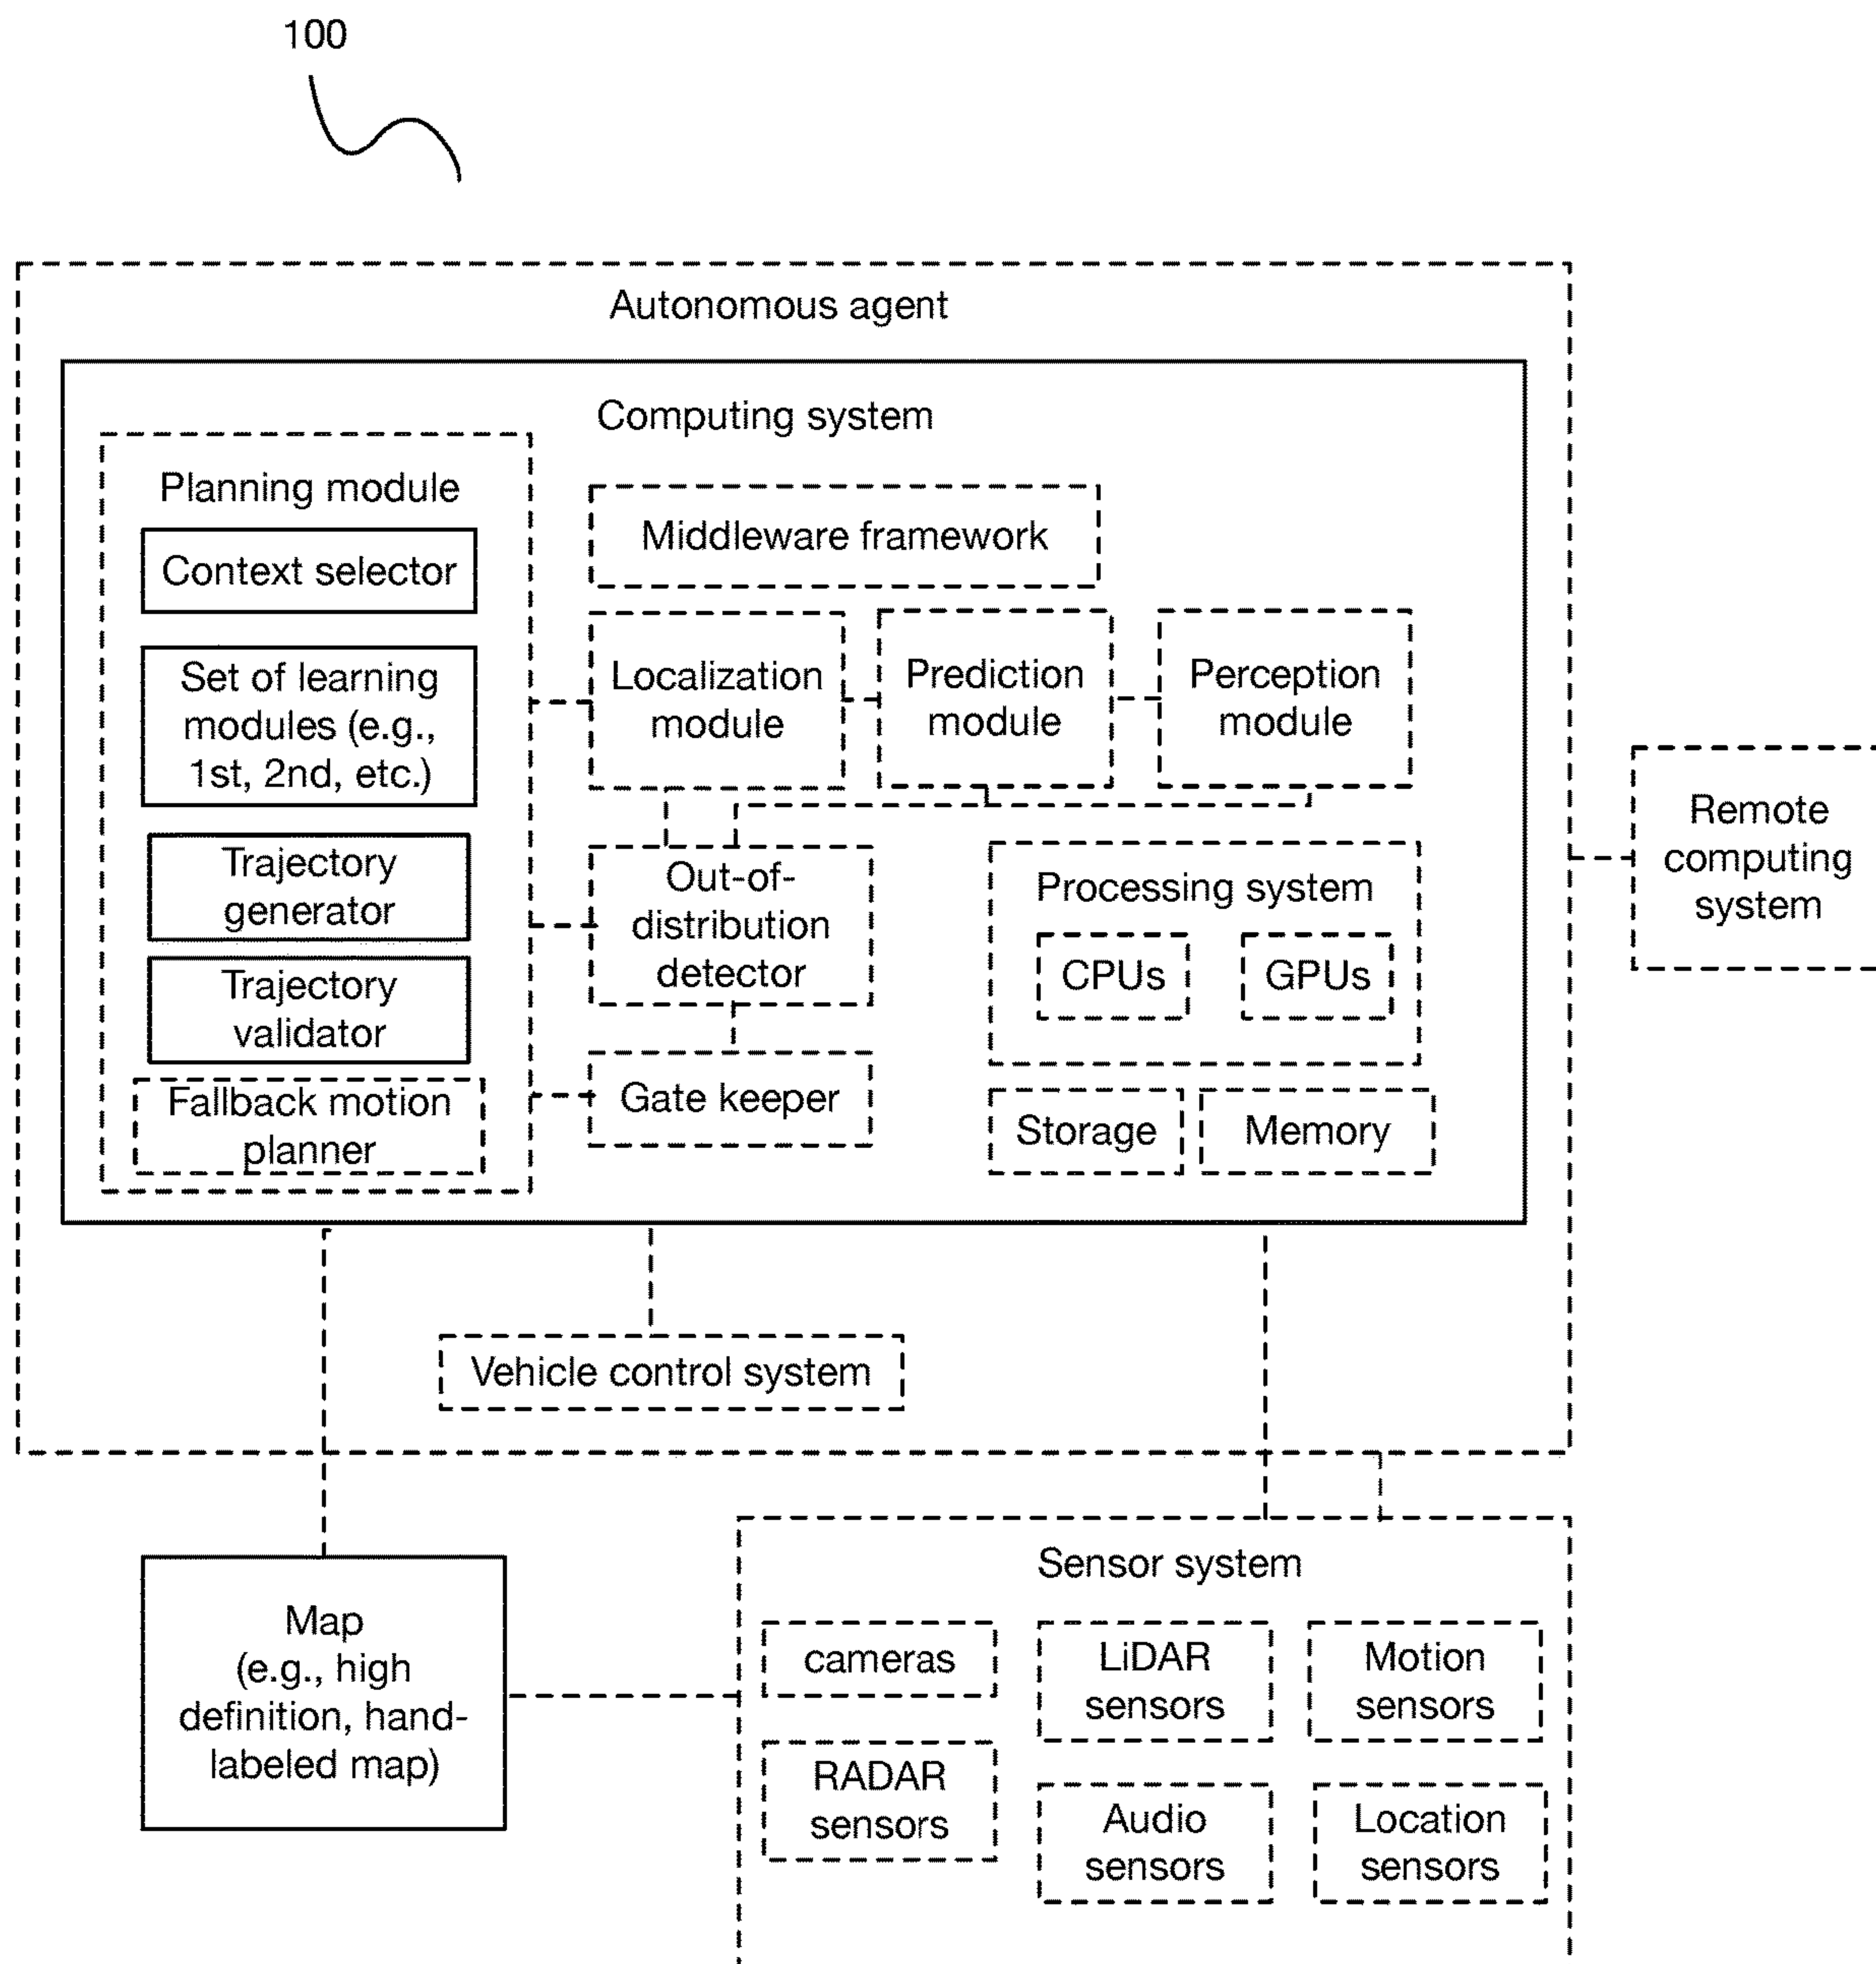 100
Autonomous agent
Computing system
Planning module
Context selector
Set of learning
modules (e.g.,
1st, 2nd, etc.)
Trajectory
generator
Trajectory
validator
Fallback motion
planner
Middleware framework
Localization
module
Prediction
module
Perception
module
Out-of-
distribution
detector
Gate keeper
Processing system
CPUs
GPUs
Storage
Memory
Remote
computing
system
Vehicle control system
Map
(e.g., high
definition, hand-
labeled map)
Sensor system
cameras
LiDAR
sensors
Motion
sensors
RADAR
sensors
Audio
sensors
Location
sensors